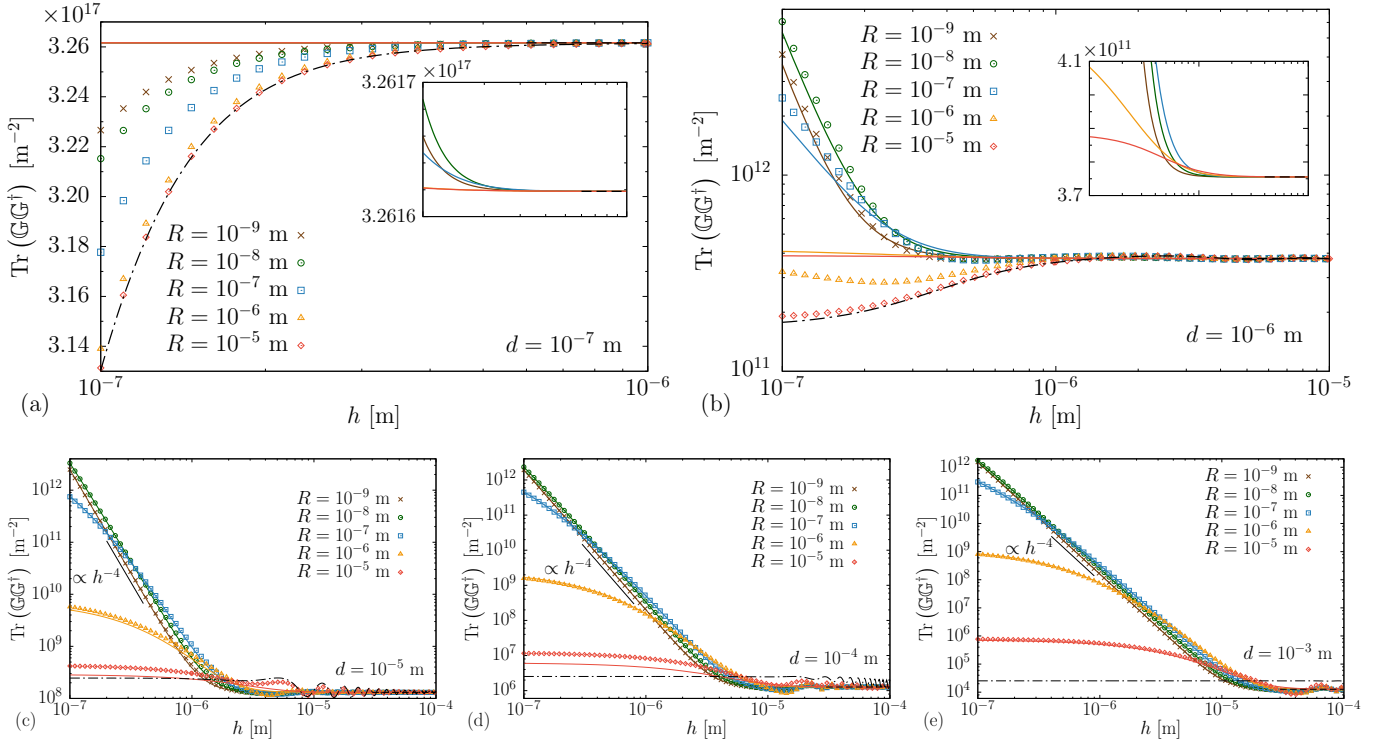 ×10¹⁷
3.26
3.24
3.22
3.2
3.18
3.16
3.14
Tr (𝔾𝔾†) [m⁻²]
×10¹⁷
3.2617
3.2616
R = 10⁻⁹ m
R = 10⁻⁸ m
R = 10⁻⁷ m
R = 10⁻⁶ m
R = 10⁻⁵ m
d = 10⁻⁷ m
10⁻⁷
10⁻⁶
(a)
h [m]
10¹²
10¹¹
Tr (𝔾𝔾†) [m⁻²]
R = 10⁻⁹ m
R = 10⁻⁸ m
R = 10⁻⁷ m
R = 10⁻⁶ m
R = 10⁻⁵ m
×10¹¹
4.1
3.7
d = 10⁻⁶ m
10⁻⁷
10⁻⁶
10⁻⁵
(b)
h [m]
10¹²
10¹¹
10¹⁰
10⁹
10⁸
Tr (𝔾𝔾†) [m⁻²]
R = 10⁻⁹ m
R = 10⁻⁸ m
R = 10⁻⁷ m
R = 10⁻⁶ m
R = 10⁻⁵ m
∝ h⁻⁴
d = 10⁻⁵ m
10⁻⁷
10⁻⁶
10⁻⁵
10⁻⁴
(c)
h [m]
10¹²
10¹¹
10¹⁰
10⁹
10⁸
10⁷
10⁶
Tr (𝔾𝔾†) [m⁻²]
R = 10⁻⁹ m
R = 10⁻⁸ m
R = 10⁻⁷ m
R = 10⁻⁶ m
R = 10⁻⁵ m
∝ h⁻⁴
d = 10⁻⁴ m
10⁻⁷
10⁻⁶
10⁻⁵
10⁻⁴
(d)
h [m]
10¹²
10¹¹
10¹⁰
10⁹
10⁸
10⁷
10⁶
10⁵
10⁴
Tr (𝔾𝔾†) [m⁻²]
R = 10⁻⁹ m
R = 10⁻⁸ m
R = 10⁻⁷ m
R = 10⁻⁶ m
R = 10⁻⁵ m
∝ h⁻⁴
d = 10⁻³ m
10⁻⁷
10⁻⁶
10⁻⁵
10⁻⁴
(e)
h [m]